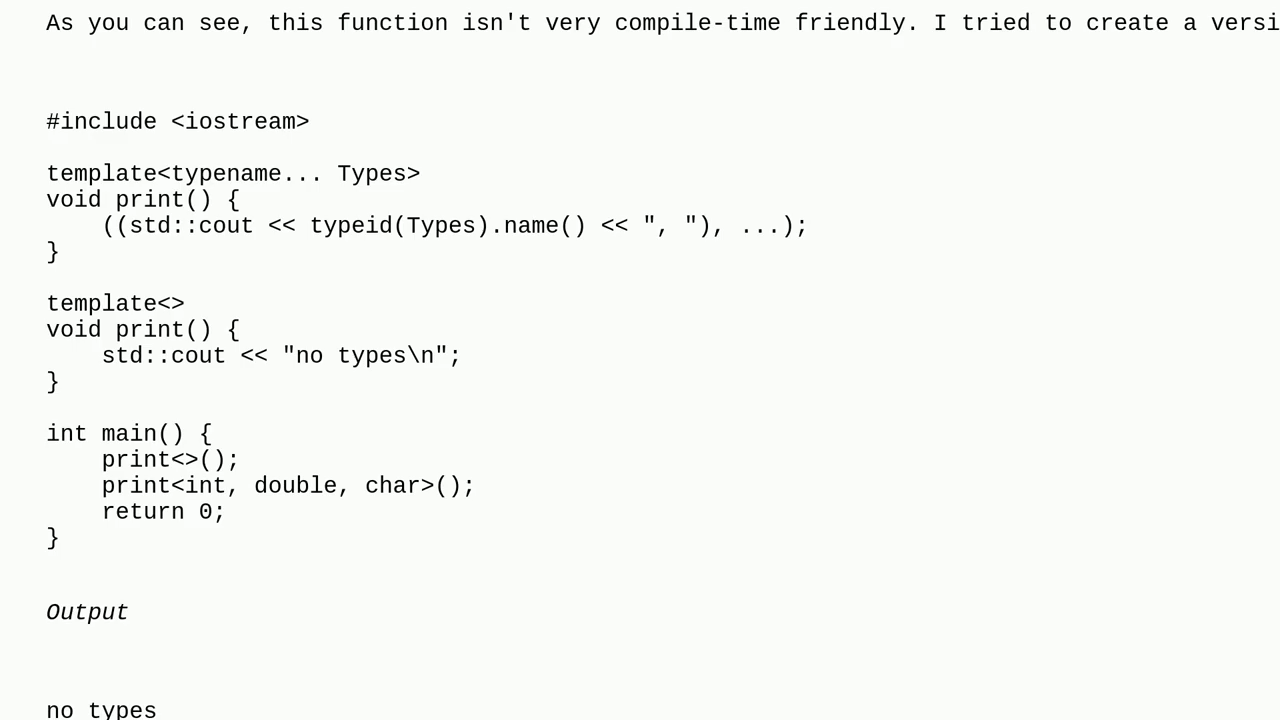 As you can see, this function isn't very compile-time friendly. I tried to create a versi
#include <iostream>
template<typename... Types>
void print() {
    ((std::cout << typeid(Types).name() << ", "), ...);
}
template<>
void print() {
    std::cout << "no types\n";
}
int main() {
    print<>();
    print<int, double, char>();
    return 0;
}
Output
no types